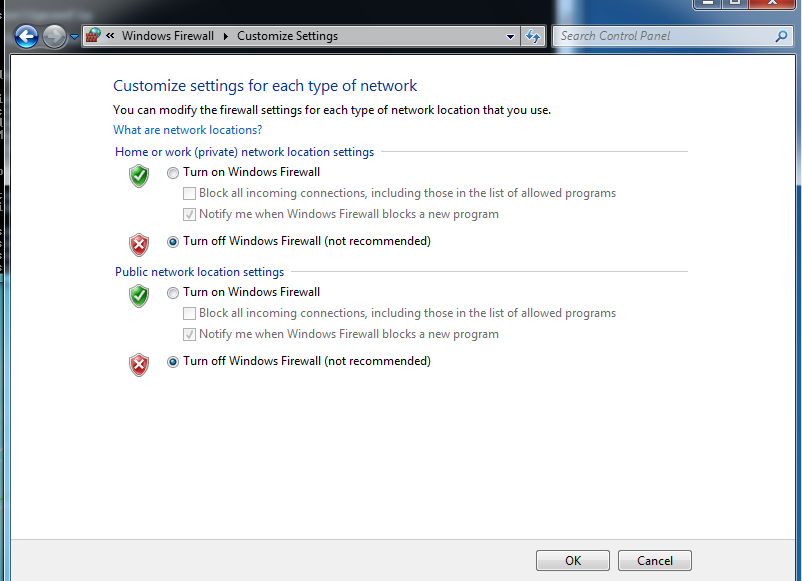 « Windows Firewall ▸ Customize Settings
Search Control Panel
Customize settings for each type of network
You can modify the firewall settings for each type of network location that you use.
What are network locations?
Home or work (private) network location settings
Turn on Windows Firewall
Block all incoming connections, including those in the list of allowed programs
Notify me when Windows Firewall blocks a new program
Turn off Windows Firewall (not recommended)
Public network location settings
Turn on Windows Firewall
Block all incoming connections, including those in the list of allowed programs
Notify me when Windows Firewall blocks a new program
Turn off Windows Firewall (not recommended)
OK
Cancel